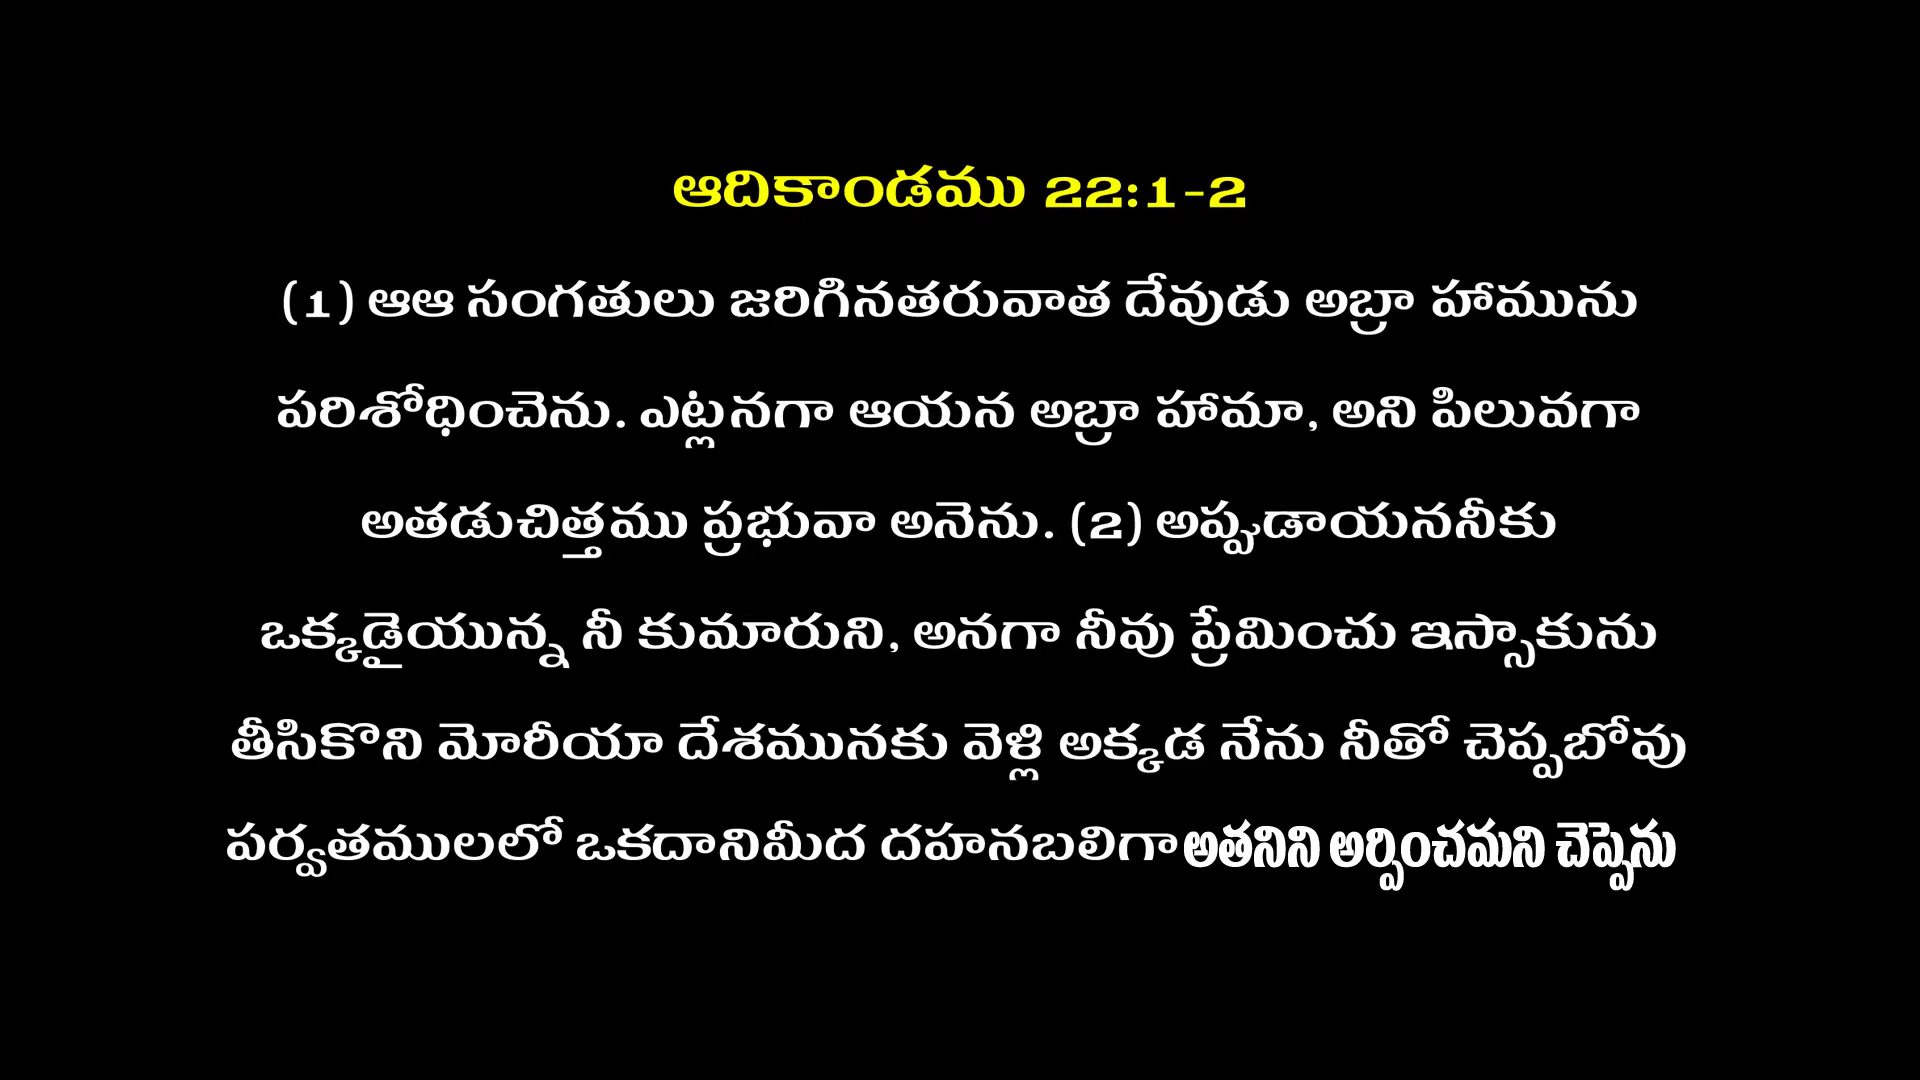 ఆదికాండము 22:1-2
(1) ఆఆ సంగతులు జరిగినతరువాత దేవుడు అబ్రా హామును
పరిశోధించెను. ఎట్లనగా ఆయన అబ్రా హామా, అని పిలువగా
అతడుచిత్తము ప్రభువా అనెను. (2) అప్పుడాయననీకు
ఒక్కడైయున్న నీ కుమారుని, అనగా నీవు ప్రేమించు ఇస్సాకును
తీసికొని మోరీయా దేశమునకు వెళ్లి అక్కడ నేను నీతో చెప్పబోవు
పర్వతములలో ఒకదానిమీద దహనబలిగా అతనిని అర్పించమని చెప్పెను